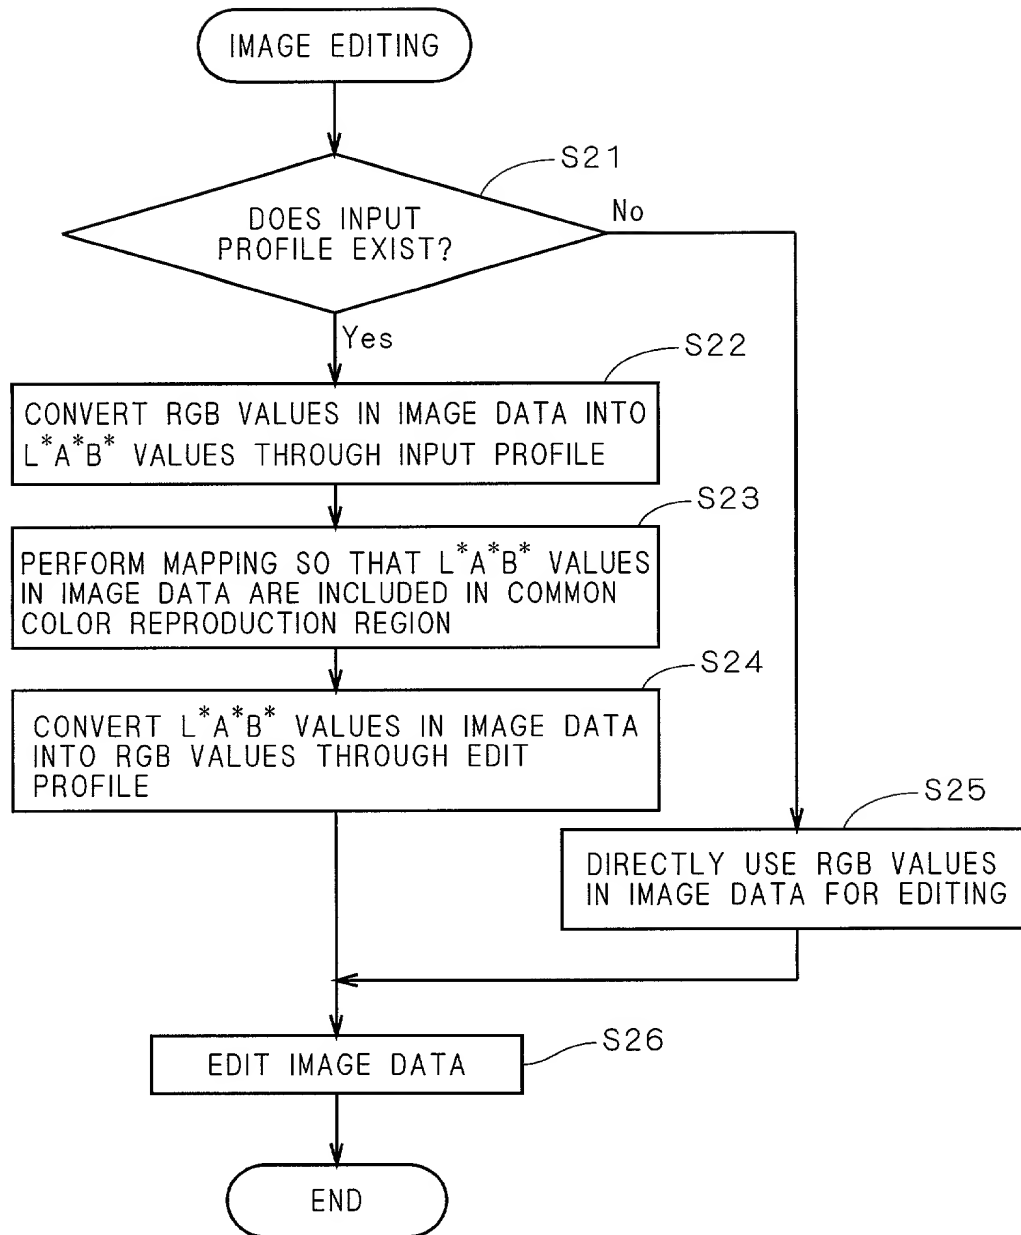 IMAGE EDITING
S21
DOES INPUT
PROFILE EXIST?
No
Yes
S22
CONVERT RGB VALUES IN IMAGE DATA INTO
L*A*B* VALUES THROUGH INPUT PROFILE
S23
PERFORM MAPPING SO THAT L*A*B* VALUES
IN IMAGE DATA ARE INCLUDED IN COMMON
COLOR REPRODUCTION REGION
S24
CONVERT L*A*B* VALUES IN IMAGE DATA
INTO RGB VALUES THROUGH EDIT
PROFILE
S25
DIRECTLY USE RGB VALUES
IN IMAGE DATA FOR EDITING
S26
EDIT IMAGE DATA
END